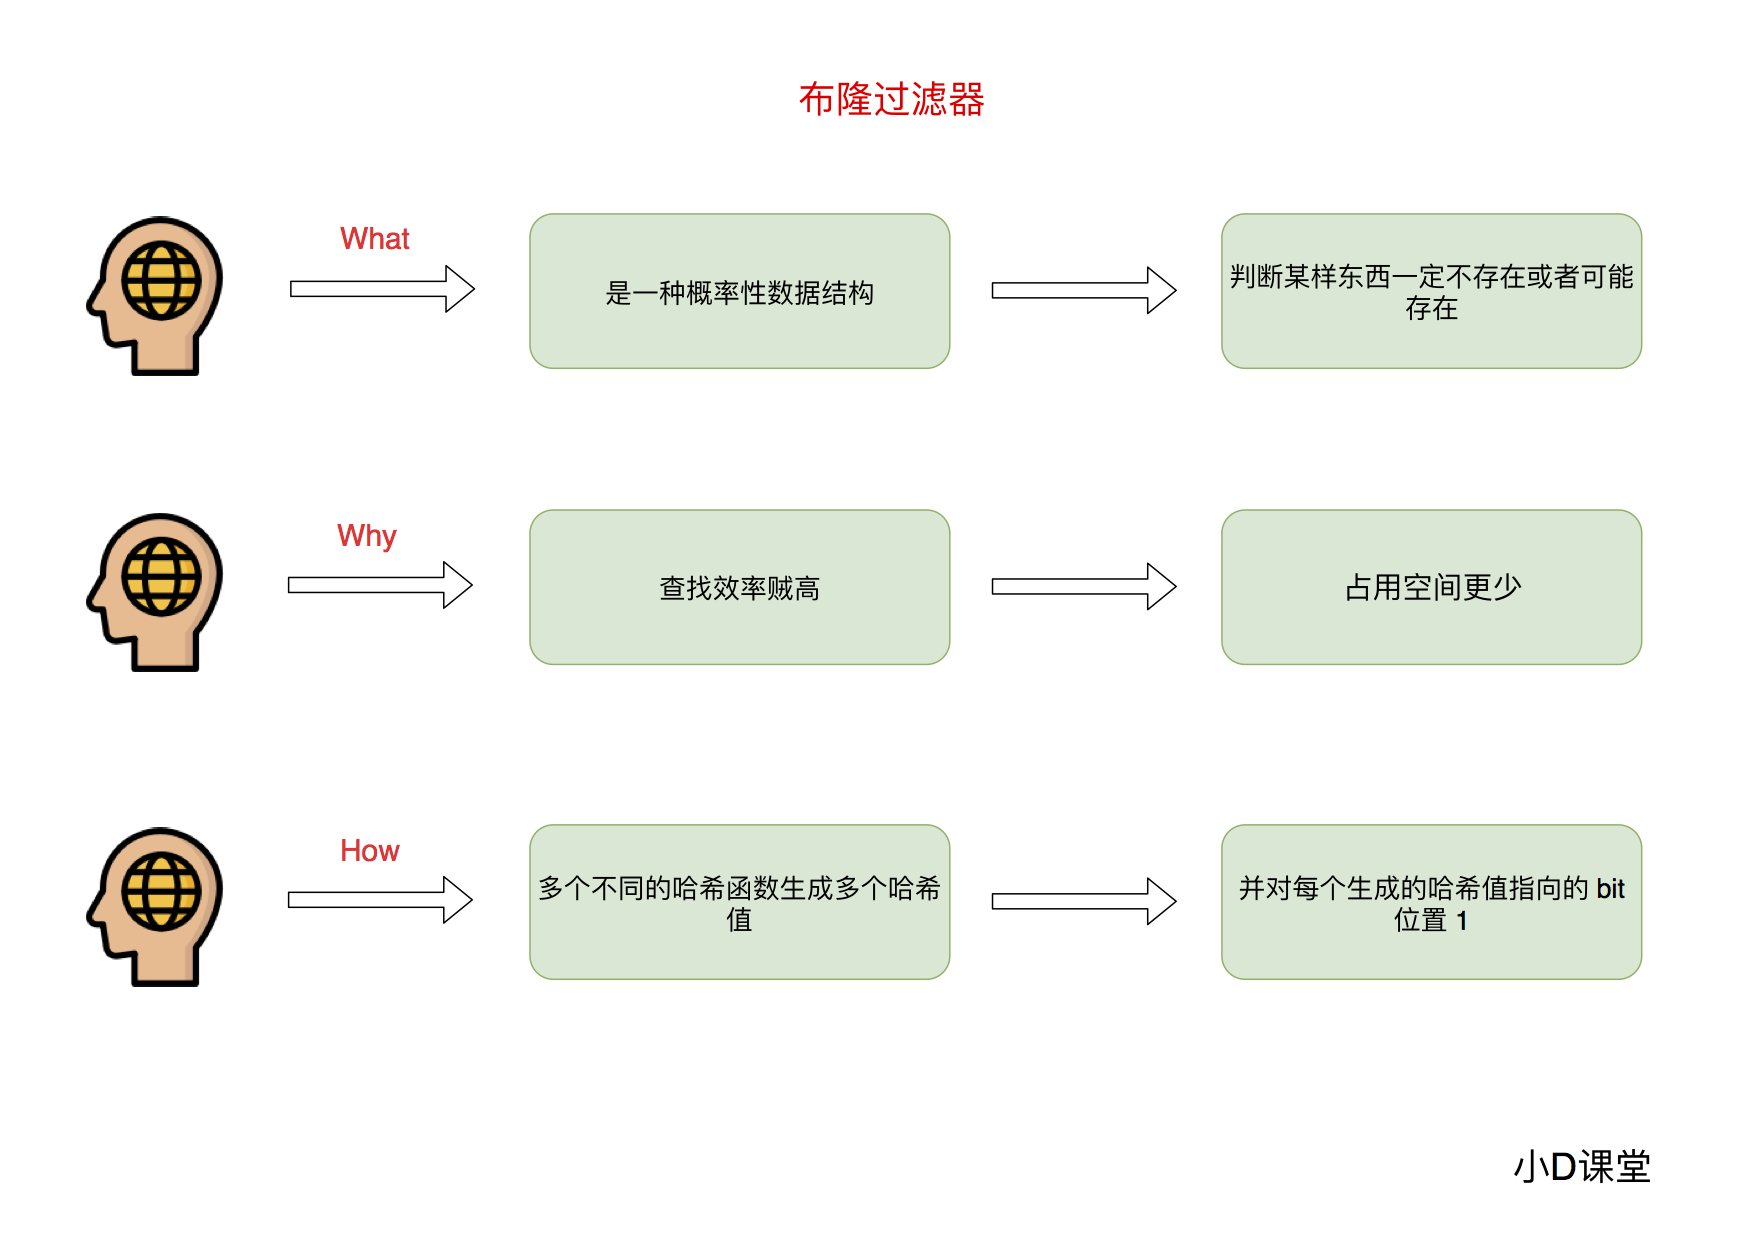 布隆过滤器
What
是一种概率性数据结构
判断某样东西一定不存在或者可能
存在
Why
查找效率贼高
占用空间更少
How
多个不同的哈希函数生成多个哈希
值
并对每个生成的哈希值指向的 bit
位置 1
小D课堂